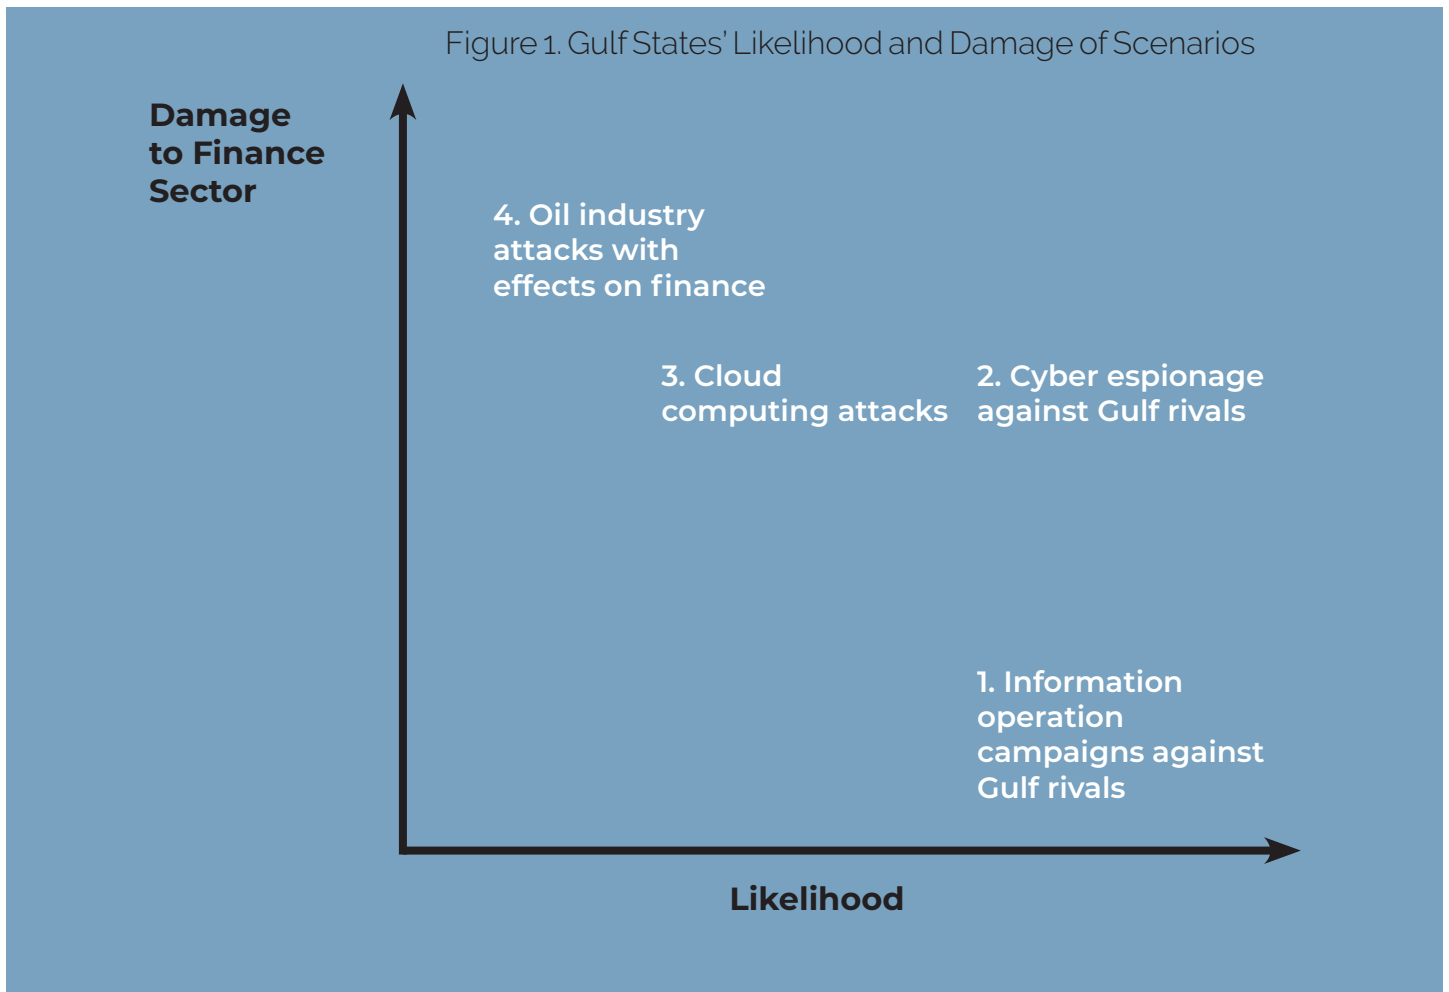 Figure 1. Gulf States’ Likelihood and Damage of Scenarios
Damage
to Finance
Sector
4. Oil industry
attacks with
effects on finance
3. Cloud
computing attacks
2. Cyber espionage
against Gulf rivals
1. Information
operation
campaigns against
Gulf rivals
Likelihood